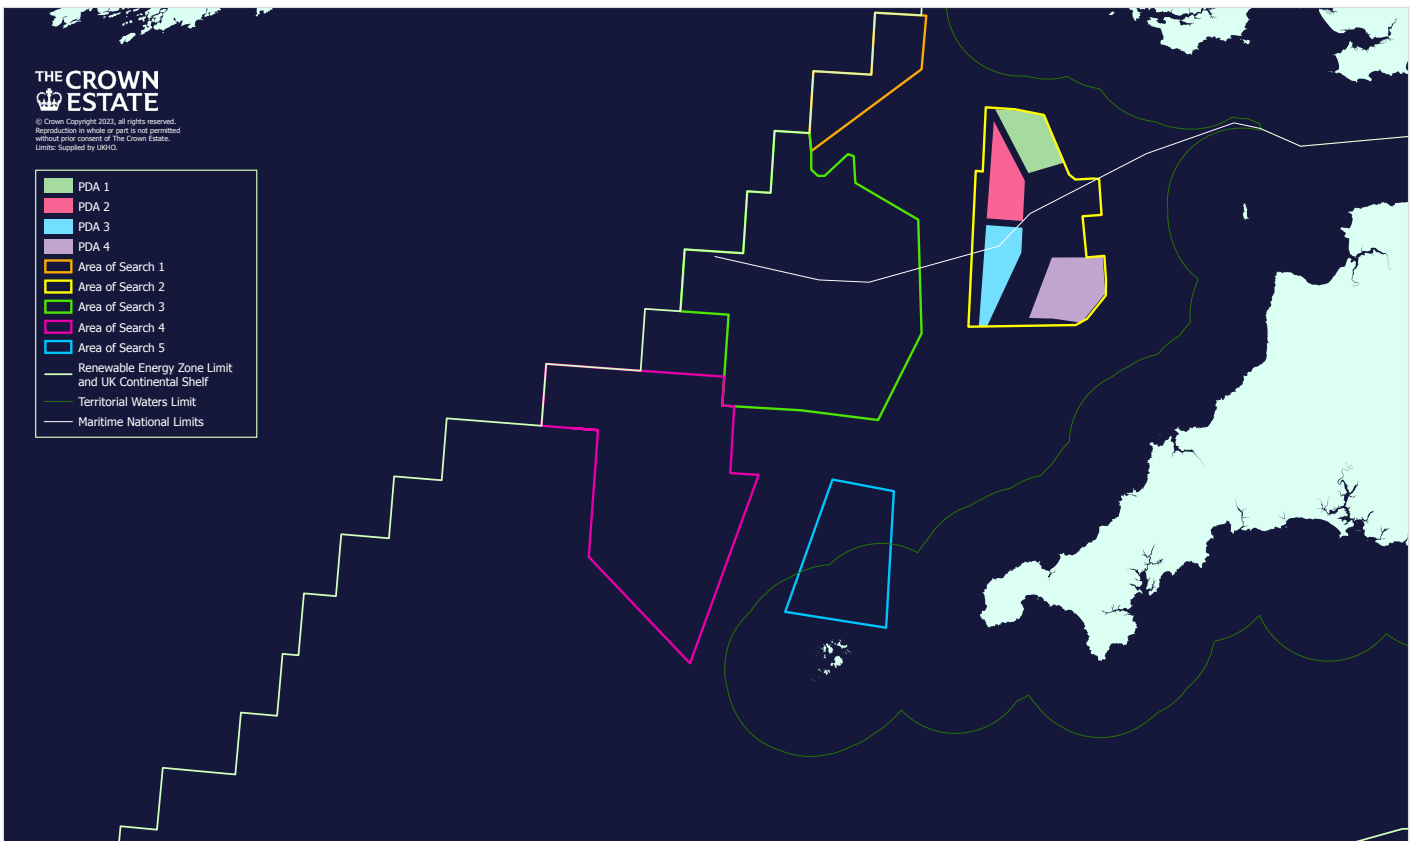 THE CROWN
ESTATE
© Crown Copyright 2023, all rights reserved.
Reproduction in whole or part is not permitted
without prior consent of The Crown Estate.
Limits: Supplied by UKHO.
PDA 1
PDA 2
PDA 3
PDA 4
Area of Search 1
Area of Search 2
Area of Search 3
Area of Search 4
Area of Search 5
Renewable Energy Zone Limit
and UK Continental Shelf
Territorial Waters Limit
Maritime National Limits